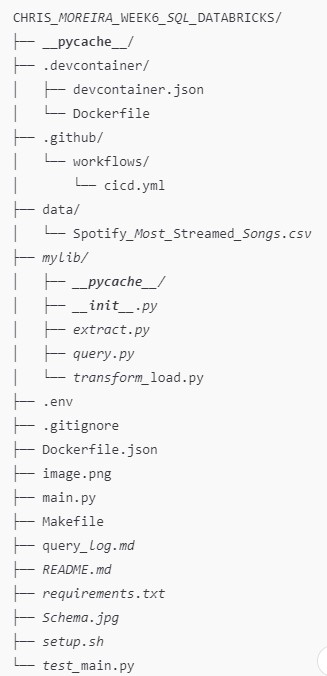 CHRIS_MOREIRA_WEEK6_SQL_DATABRICKS/
├── __pycache__/
├── .devcontainer/
│   ├── devcontainer.json
│   └── Dockerfile
├── .github/
│   └── workflows/
│       └── cicd.yml
├── data/
│   └── Spotify_Most_Streamed_Songs.csv
├── mylib/
│   ├── __pycache__/
│   ├── __init__.py
│   ├── extract.py
│   ├── query.py
│   └── transform_load.py
├── .env
├── .gitignore
├── Dockerfile.json
├── image.png
├── main.py
├── Makefile
├── query_log.md
├── README.md
├── requirements.txt
├── Schema.jpg
├── setup.sh
└── test_main.py